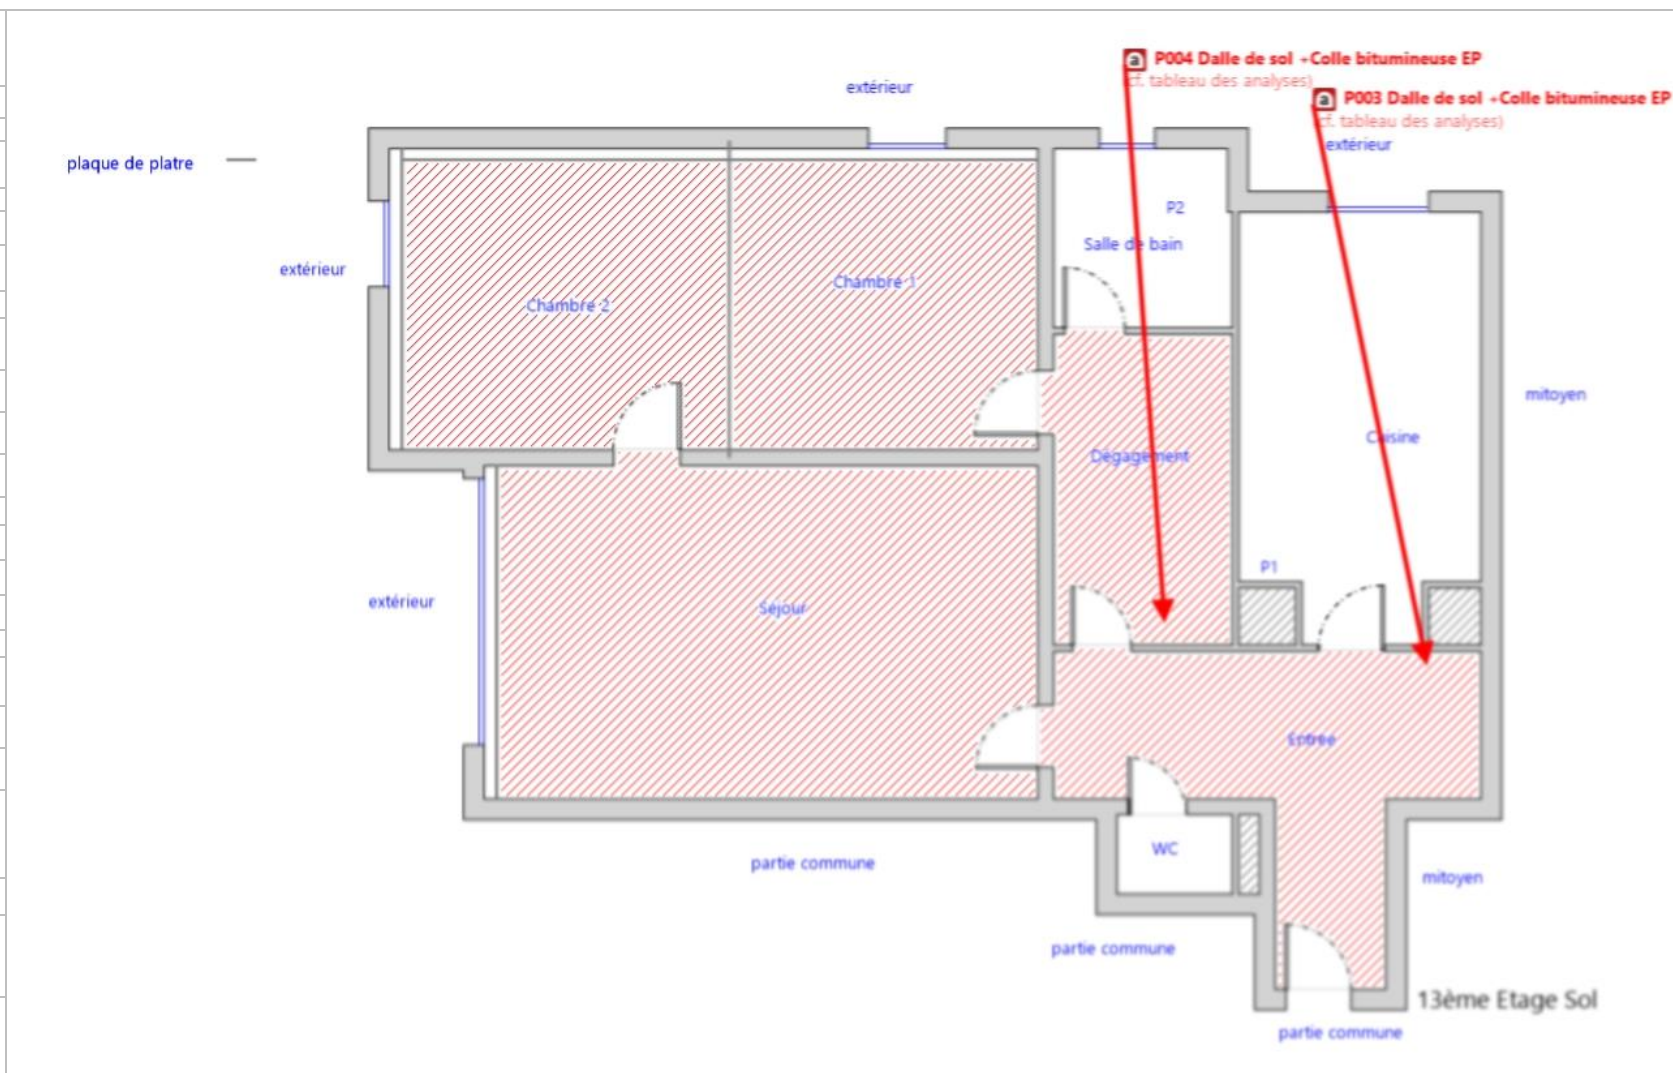 a P004 Dalle de sol +Colle bitumineuse EP
cf. tableau des analyses)
extérieur
a P003 Dalle de sol +Colle bitumineuse EP
cf. tableau des analyses)
extérieur
plaque de platre
P2
Salle de bain
extérieur
Chambre 1
Chambre 2
mitoyen
Cuisine
Dégagement
P1
extérieur
Séjour
Entrée
WC
partie commune
mitoyen
partie commune
13ème Etage Sol
partie commune